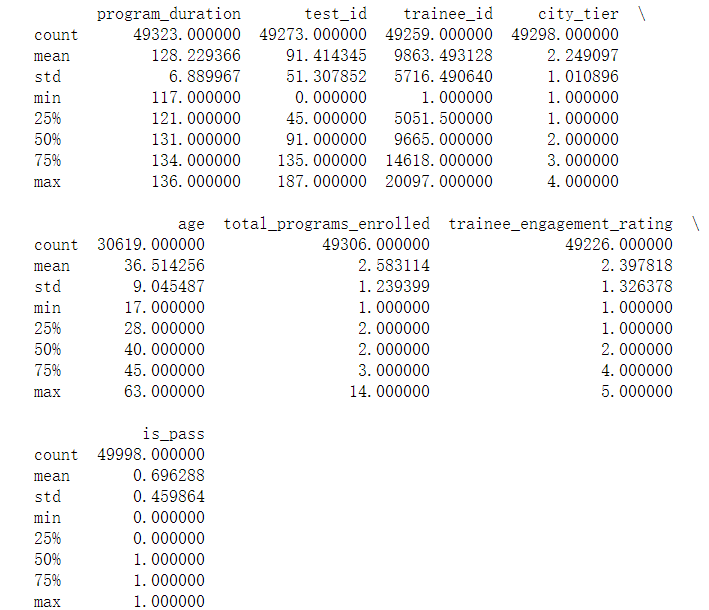 program_duration test_id trainee_id city_tier \
count 49323.000000 49273.000000 49259.000000 49298.000000
mean 128.229366 91.414345 9863.493128 2.249097
std 6.889967 51.307852 5716.490640 1.010896
min 117.000000 0.000000 1.000000 1.000000
25% 121.000000 45.000000 5051.500000 1.000000
50% 131.000000 91.000000 9665.000000 2.000000
75% 134.000000 135.000000 14618.000000 3.000000
max 136.000000 187.000000 20097.000000 4.000000
age total_programs_enrolled trainee_engagement_rating \
count 30619.000000 49306.000000 49226.000000
mean 36.514256 2.583114 2.397818
std 9.045487 1.239399 1.326378
min 17.000000 1.000000 1.000000
25% 28.000000 2.000000 1.000000
50% 40.000000 2.000000 2.000000
75% 45.000000 3.000000 4.000000
max 63.000000 14.000000 5.000000
is_pass
count 49998.000000
mean 0.696288
std 0.459864
min 0.000000
25% 0.000000
50% 1.000000
75% 1.000000
max 1.000000